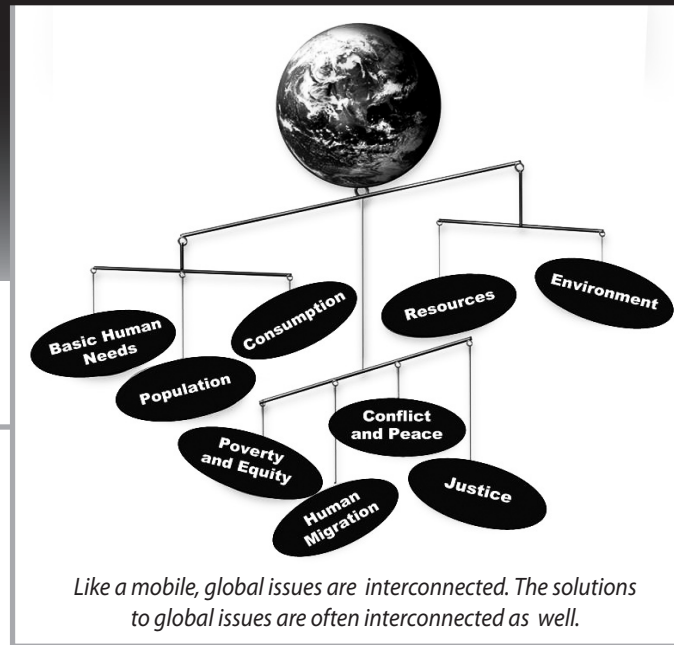 Basic Human
Needs
Population
Consumption
Resources
Environment
Poverty
and Equity
Human
Migration
Conflict
and Peace
Justice
Like a mobile, global issues are interconnected. The solutions
to global issues are often interconnected as well.